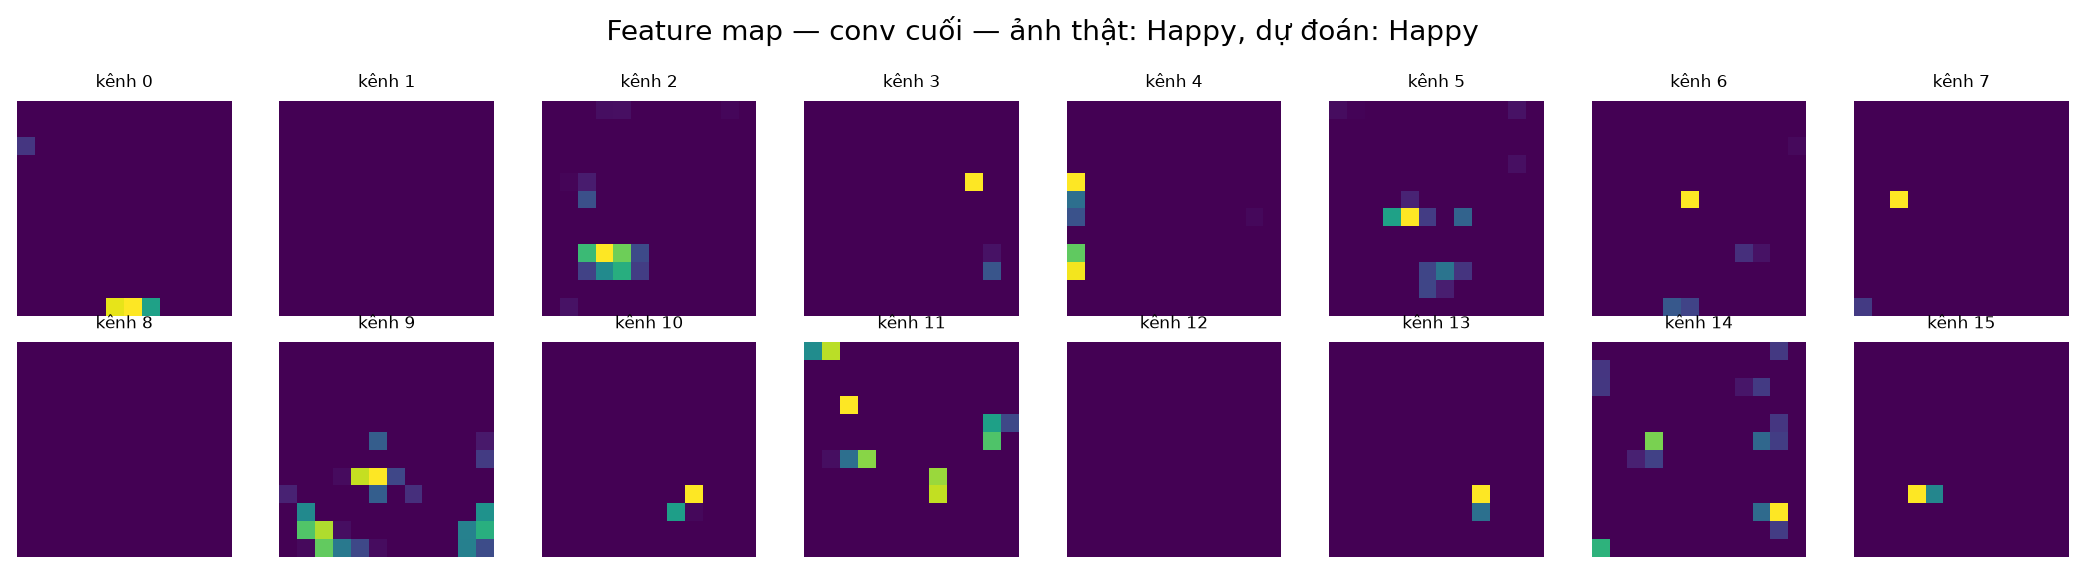 Feature map — conv cuối — ảnh thật: Happy, dự đoán: Happy
kênh 0 kênh 1 kênh 2 kênh 3 kênh 4 kênh 5 kênh 6 kênh 7
kênh 8 kênh 9 kênh 10 kênh 11 kênh 12 kênh 13 kênh 14 kênh 15